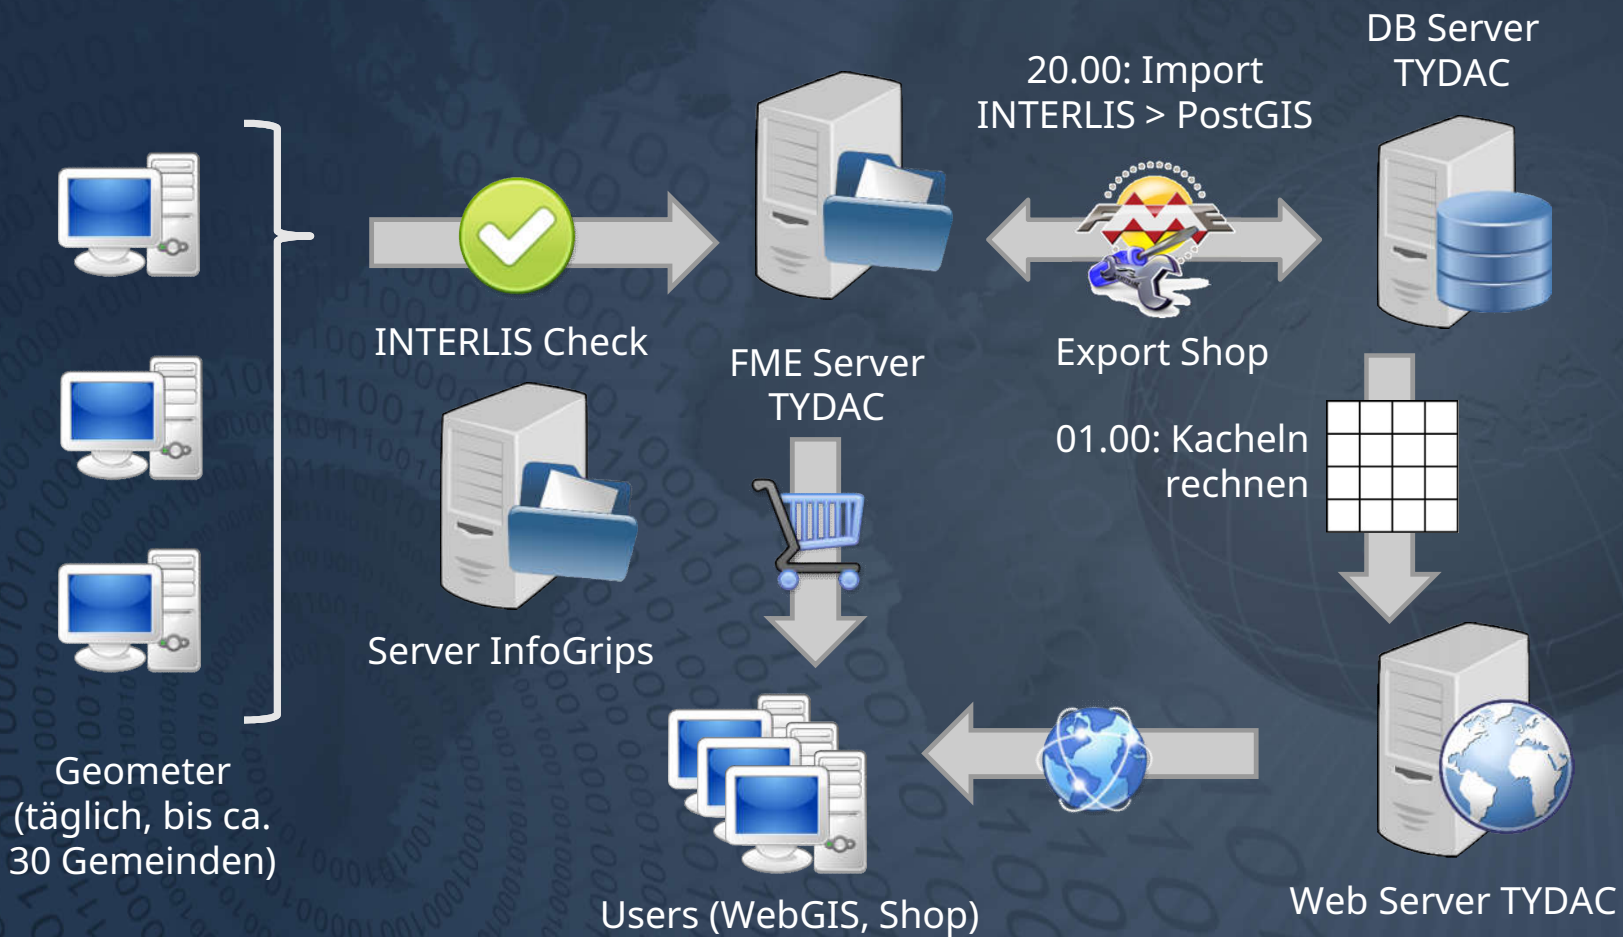 DB Server
TYDAC
20.00: Import
INTERLIS > PostGIS
FME
INTERLIS Check
FME Server
TYDAC
Export Shop
01.00: Kacheln
rechnen
Server InfoGrips
Geometer
(täglich, bis ca.
30 Gemeinden)
Users (WebGIS, Shop)
Web Server TYDAC